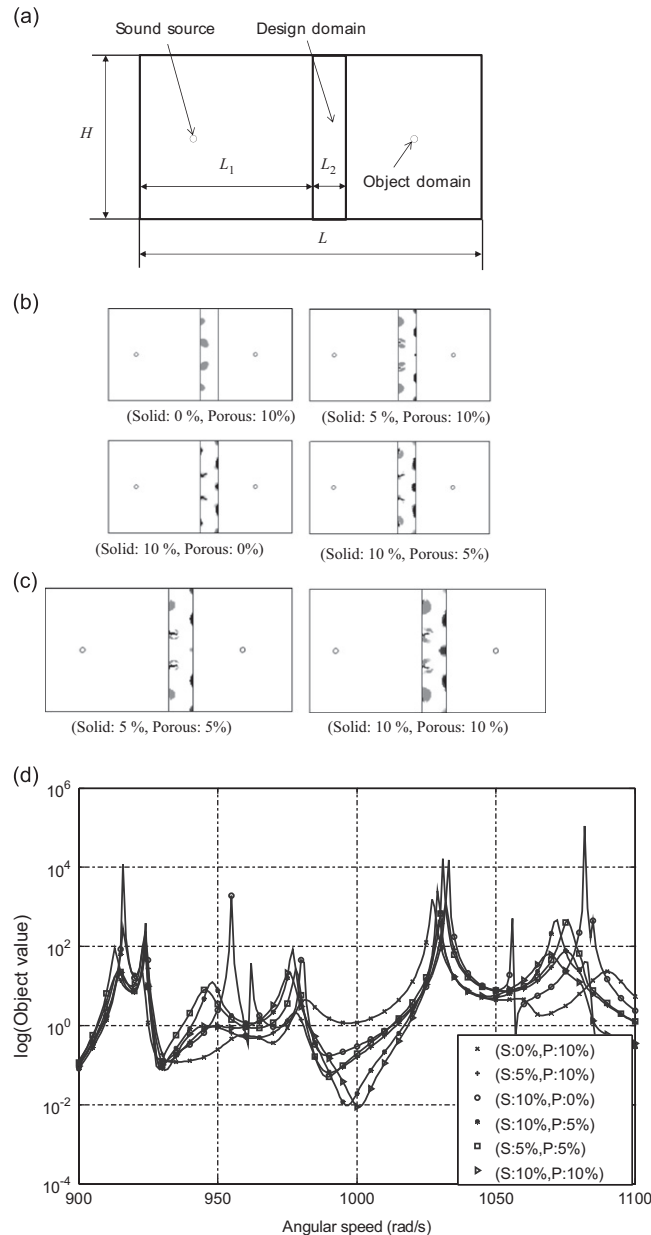 (a)
Sound source
Design domain
H
L1
L2
Object domain
L
(b)
(Solid: 0 %, Porous: 10%)
(Solid: 5 %, Porous: 10%)
(Solid: 10 %, Porous: 0%)
(Solid: 10 %, Porous: 5%)
(c)
(Solid: 5 %, Porous: 5%)
(Solid: 10 %, Porous: 10 %)
(d)
10^6
10^4
10^2
10^0
10^-2
10^-4
log(Object value)
(S:0%,P:10%)
(S:5%,P:10%)
(S:10%,P:0%)
(S:10%,P:5%)
(S:5%,P:5%)
(S:10%,P:10%)
900
950
1000
1050
1100
Angular speed (rad/s)